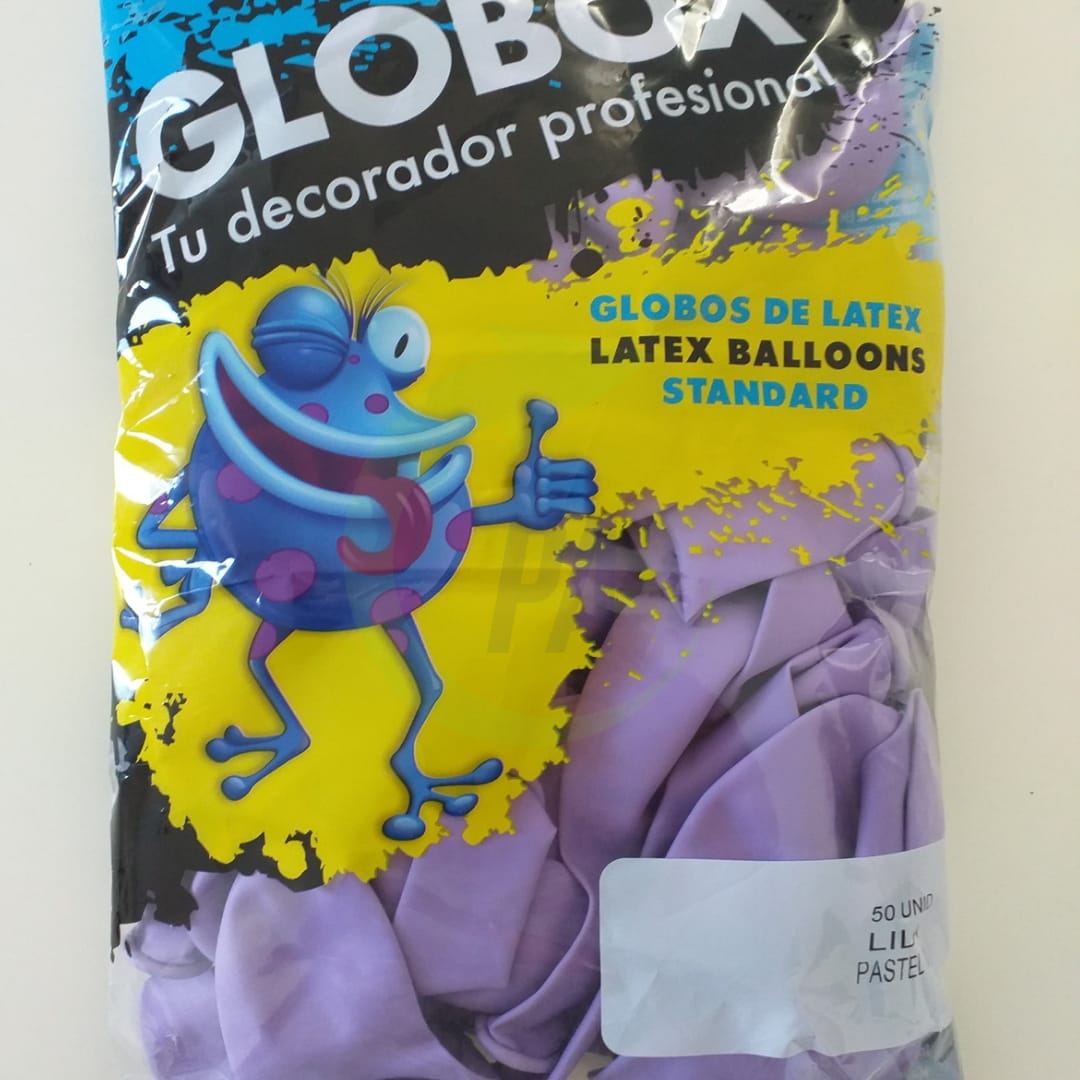 GLOBOX
Tu decorador profesional
GLOBOS DE LATEX
LATEX BALLOONS
STANDARD
50 UNID
PASTEL